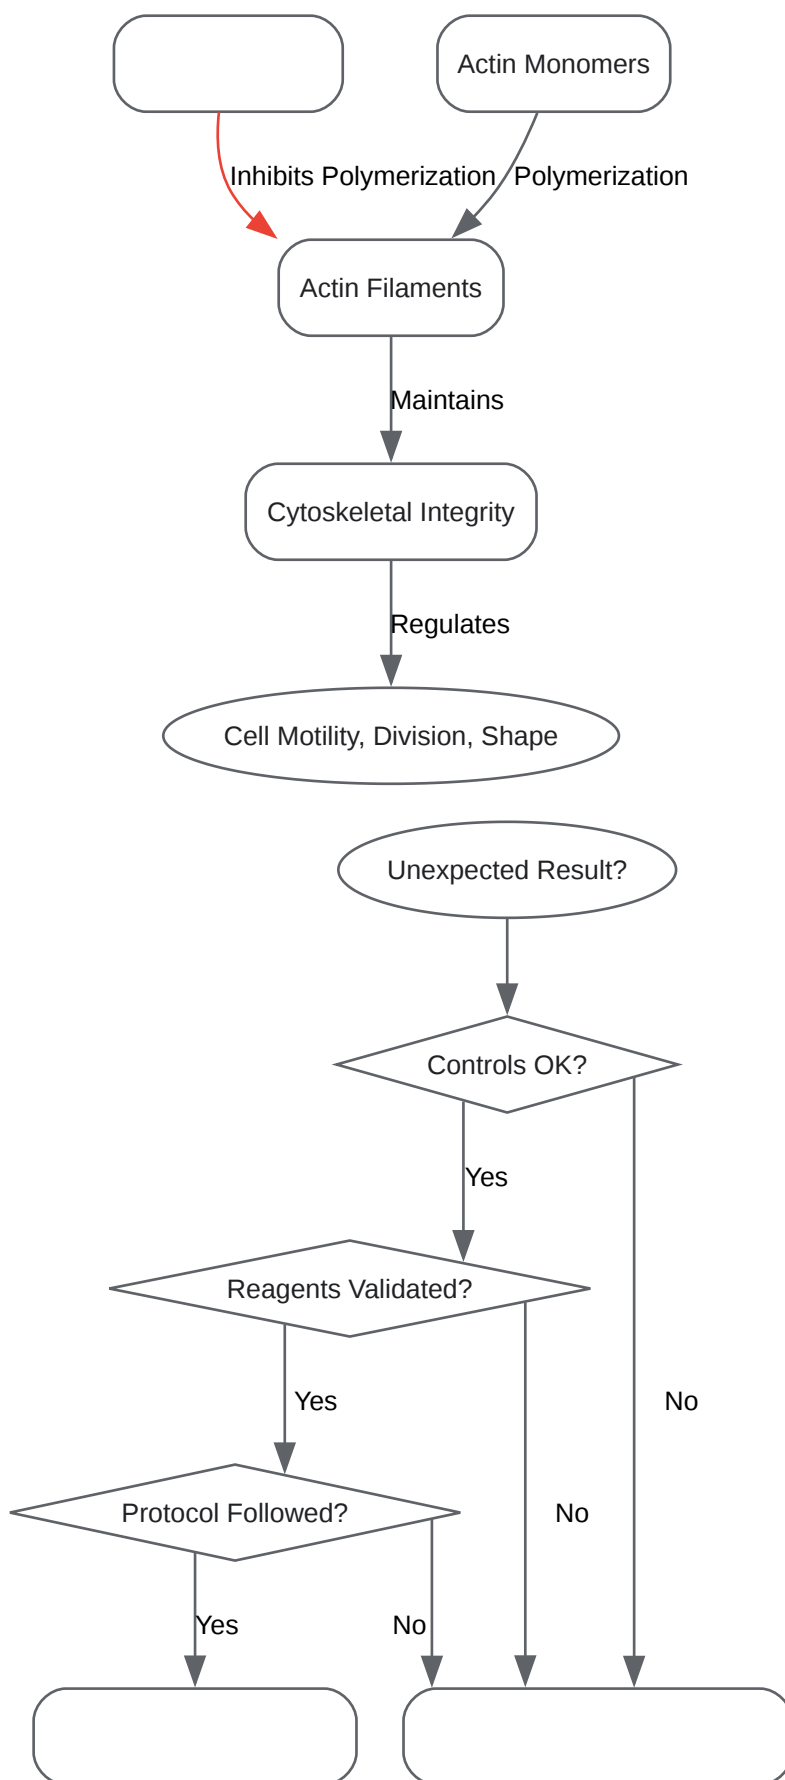 Actin Monomers
Inhibits Polymerization
Polymerization
Actin Filaments
Maintains
Cytoskeletal Integrity
Regulates
Cell Motility, Division, Shape
Unexpected Result?
Controls OK?
Yes
Reagents Validated?
Yes
No
Protocol Followed?
No
Yes
No